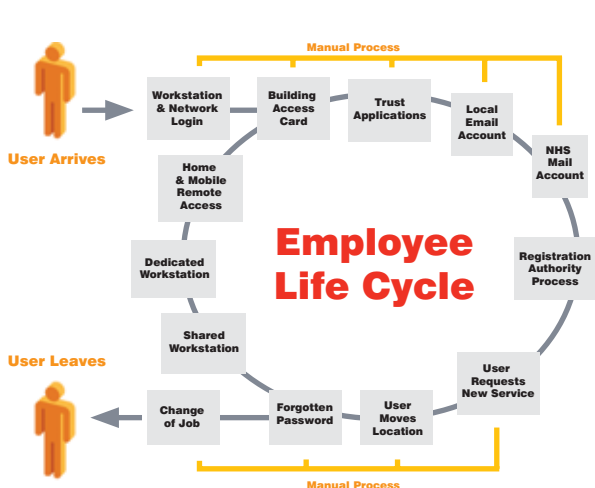 Manual Process
Workstation
& Network
Login
Building
Access
Card
Trust
Applications
Local
Email
Account
NHS
Mail
Account
User Arrives
Home
& Mobile
Remote
Access
Employee
Life Cycle
Registration
Authority
Process
Dedicated
Workstation
Shared
Workstation
User
Requests
New Service
User Leaves
Change
of Job
Forgotten
Password
User
Moves
Location
Manual Process